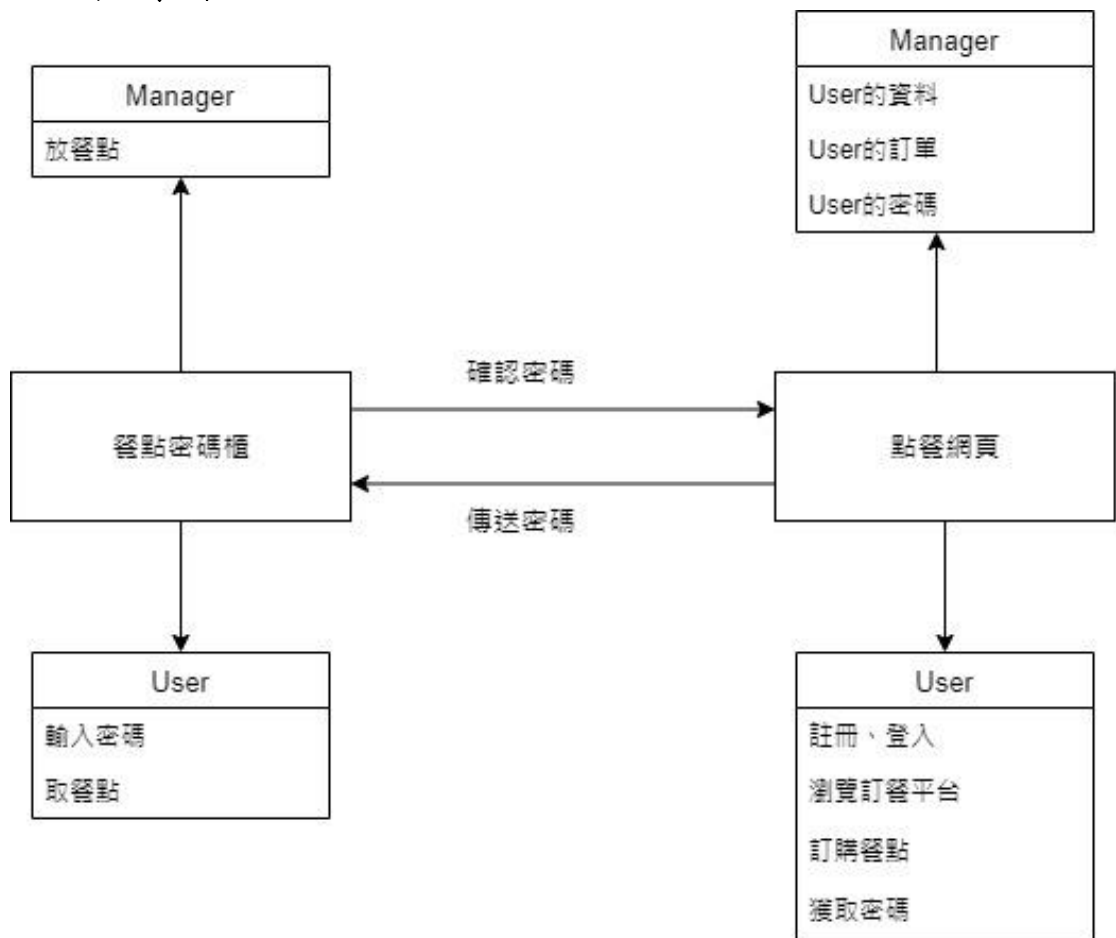 Manager
User的資料
User的訂單
User的密碼
Manager
放餐點
確認密碼
餐點密碼櫃
點餐網頁
傳送密碼
User
輸入密碼
取餐點
User
註冊、登入
瀏覽訂餐平台
訂購餐點
獲取密碼